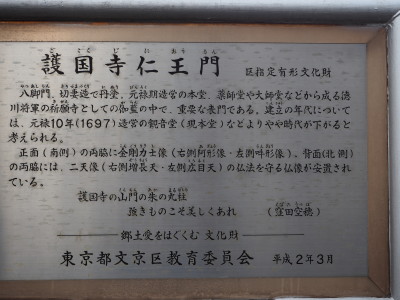 護国寺仁王門 区指定有形文化財
八脚門、切妻造で丹塗。元禄期造営の本堂、薬師堂や大師堂などから成る徳
川将軍の祈願寺としての伽藍の中で、重要な表門である。建立の年代につい
ては、元禄10年(1697)造営の観音堂(現本堂)などよりやや時代が下がると
考えられる。
正面(南側)の両脇に金剛力士像(右側阿形像・左側吽形像)、背面(北側)
の両脇には、二天像(右側増長天・左側広目天)の仏法を守る仏像が安置され
ている。
護国寺の山門の朱の丸柱
強きものこそ美しくあれ (窪田空穂)
郷土愛をはぐくむ文化財
東京都文京区教育委員会 平成2年3月